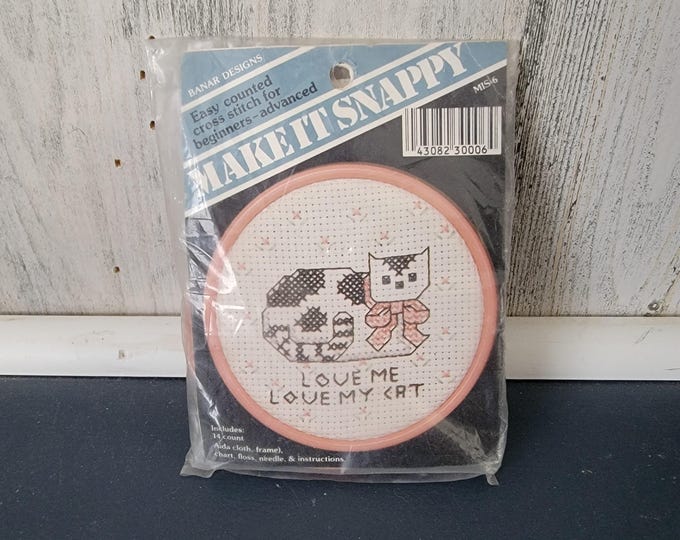 BANAR DESIGNS
Easy counted
cross stitch for
beginners—advanced
MAKE IT SNAPPY
MIS-6
43082 30006
LOVE ME
LOVE MY CAT
Includes:
14 count
Aida cloth, frame),
chart, floss, needle, & instructions.